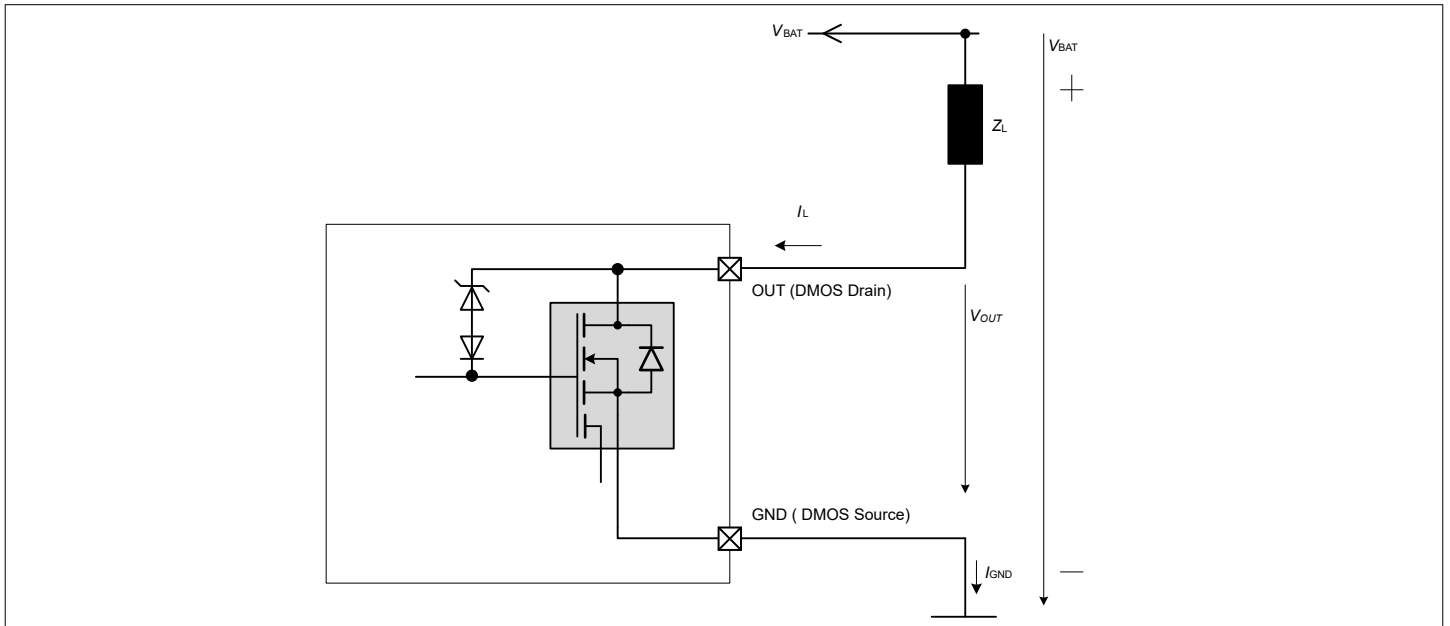 VBAT
VBAT
+
ZL
IL
OUT (DMOS Drain)
VOUT
GND ( DMOS Source)
IGND
—